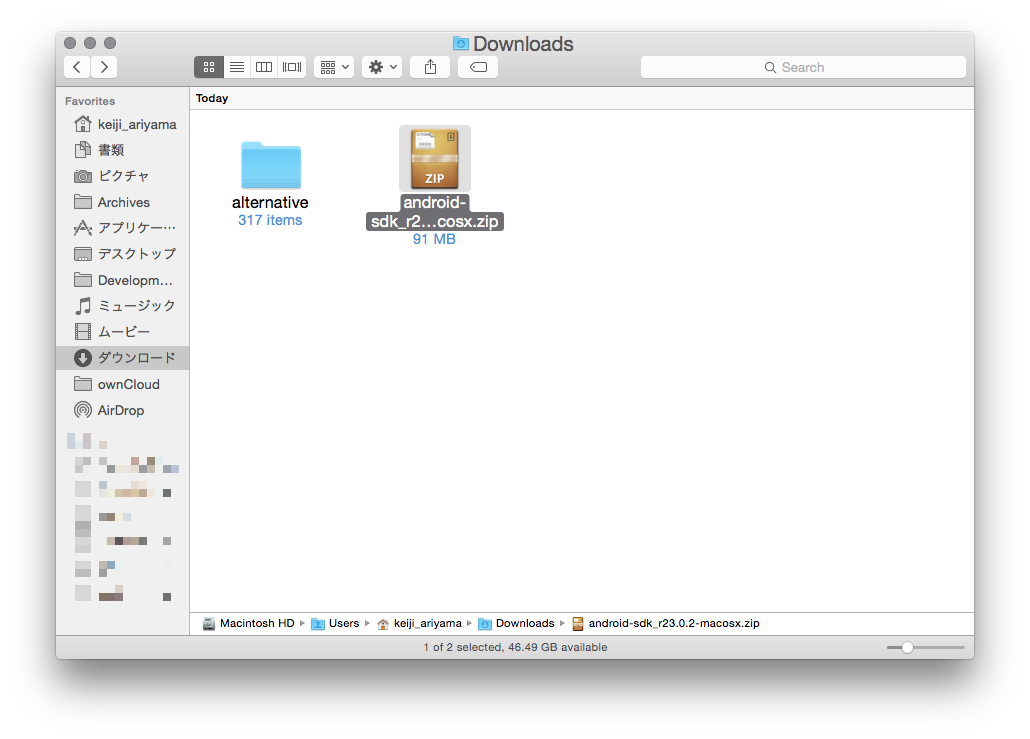 Downloads
Search
Favorites
keiji_ariyama
書類
ピクチャ
Archives
アプリケー…
デスクトップ
Developm…
ミュージック
ムービー
ダウンロード
ownCloud
AirDrop
Today
alternative
317 items
ZIP
android-
sdk_r2…cosx.zip
91 MB
Macintosh HD Users keiji_ariyama Downloads android-sdk_r23.0.2-macosx.zip
1 of 2 selected, 46.49 GB available